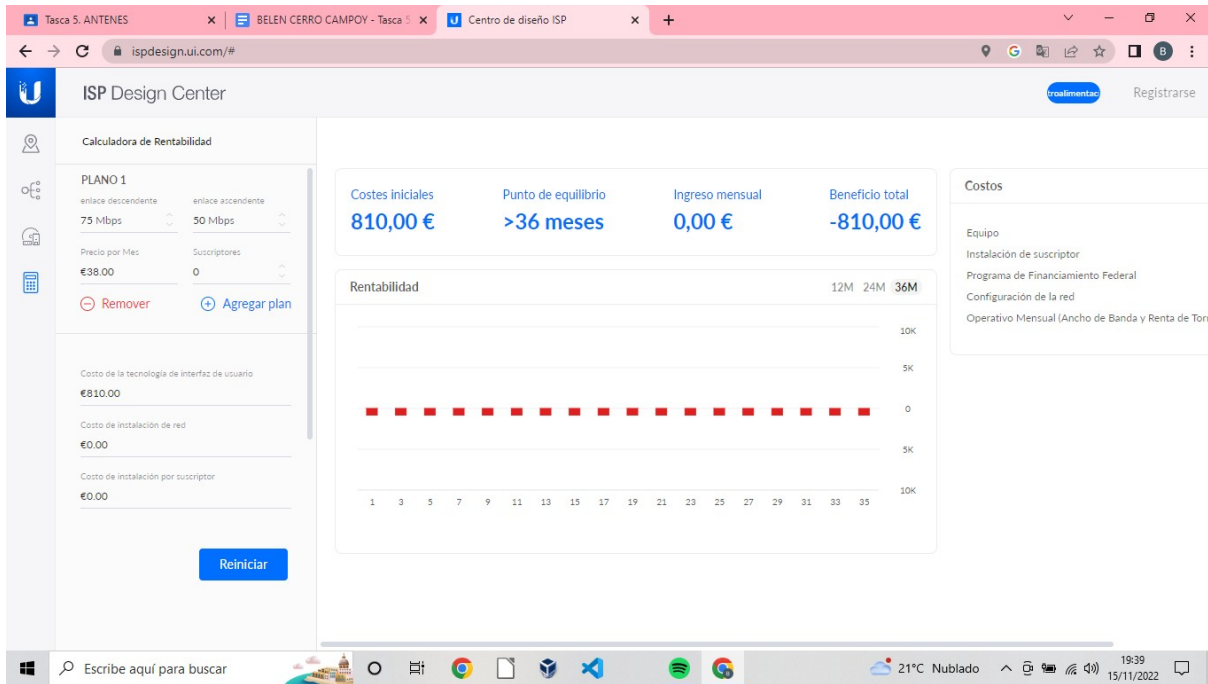 Tasca 5. ANTENES
BELEN CERRO CAMPOY - Tasca 5
Centro de diseño ISP
ispdesign.ui.com/#
B
ISP Design Center
troalimentac
Registrarse
Calculadora de Rentabilidad
PLANO 1
enlace descendente enlace ascendente
75 Mbps 50 Mbps
Precio por Mes Suscriptores
€38.00 0
Remover Agregar plan
Costo de la tecnología de interfaz de usuario
€810.00
Costo de instalación de red
€0.00
Costo de instalación por suscriptor
€0.00
Reiniciar
Costes iniciales Punto de equilibrio Ingreso mensual Beneficio total
810,00 € >36 meses 0,00 € -810,00 €
Rentabilidad 12M 24M 36M
10K
5K
0
5K
10K
1 3 5 7 9 11 13 15 17 19 21 23 25 27 29 31 33 35
Costos
Equipo
Instalación de suscriptor
Programa de Financiamiento Federal
Configuración de la red
Operativo Mensual (Ancho de Banda y Renta de Torr
Escribe aquí para buscar
21°C Nublado
19:39
15/11/2022